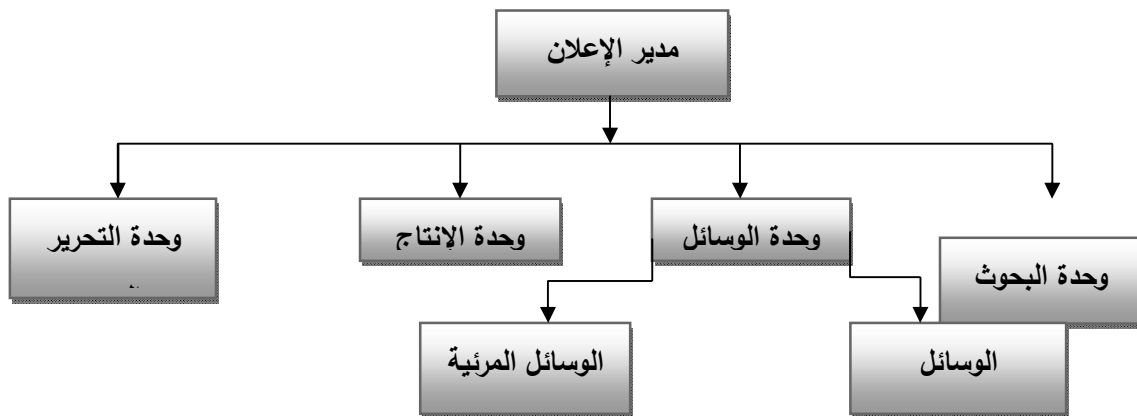 مدير الإعلان
وحدة البحوث
وحدة الوسائل
وحدة الإنتاج
وحدة التحرير
الوسائل
الوسائل المرئية